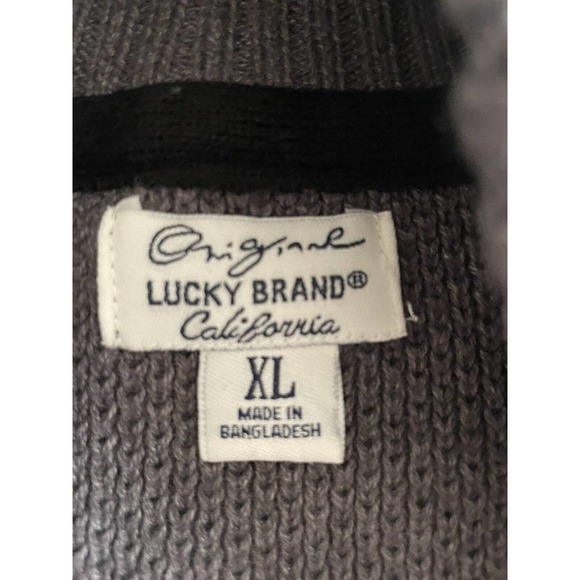 Original
LUCKY BRAND®
California
XL
MADE IN
BANGLADESH